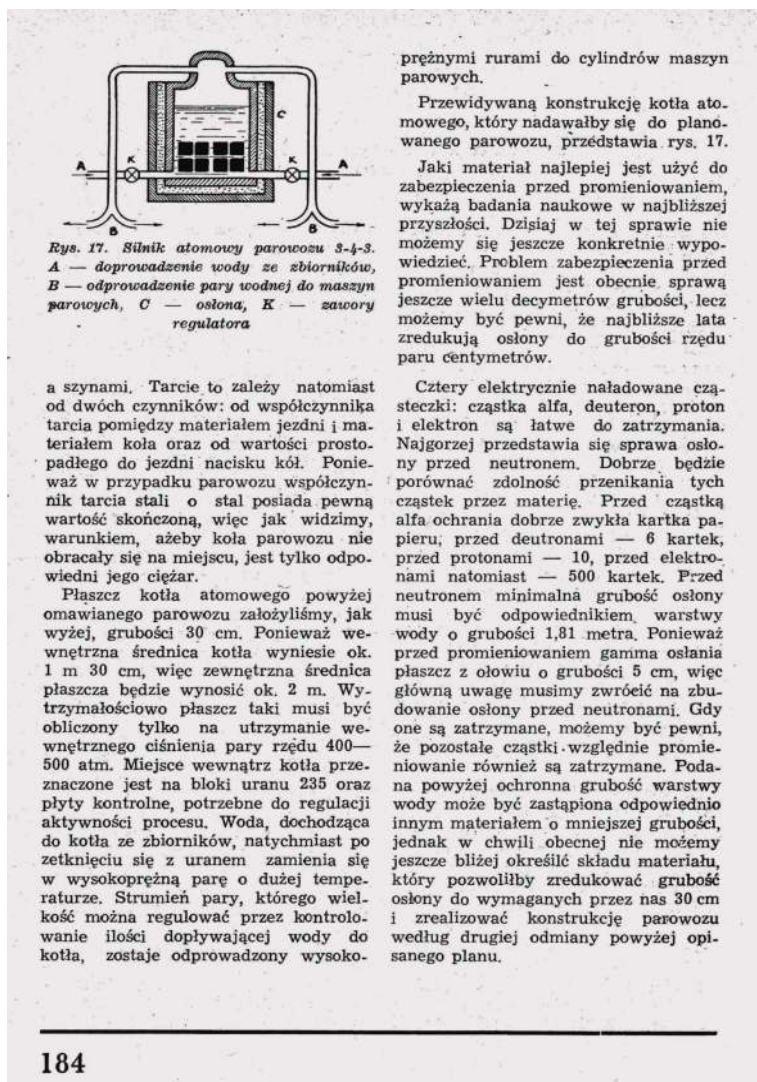 C
K
K
A
A
B
B
Rys. 17. Silnik atomowy parowozu 3-4-3.
A — doprowadzenie wody ze zbiorników,
B — odprowadzenie pary wodnej do maszyn
parowych, C — osłona, K — zawory
regulatora
a szynami. Tarcie to zależy natomiast
od dwóch czynników: od współczynnika
tarcia pomiędzy materiałem jezdni i ma-
teriałem koła oraz od wartości prosto-
padłego do jezdni nacisku kół. Ponie-
waż w przypadku parowozu współczyn-
nik tarcia stali o stal posiada pewną
wartość skończoną, więc jak widzimy,
warunkiem, ażeby koła parowozu nie
obracały się na miejscu, jest tylko odpo-
wiedni jego ciężar.
Płaszcz kotła atomowego powyżej
omawianego parowozu założyliśmy, jak
wyżej, grubości 30 cm. Ponieważ we-
wnętrzna średnica kotła wyniesie ok.
1 m 30 cm, więc zewnętrzna średnica
płaszcza będzie wynosić ok. 2 m. Wy-
trzymałościowo płaszcz taki musi być
obliczony tylko na utrzymanie we-
wnętrznego ciśnienia pary rzędu 400—
500 atm. Miejsce wewnątrz kotła prze-
znaczone jest na bloki uranu 235 oraz
płyty kontrolne, potrzebne do regulacji
aktywności procesu. Woda, dochodząca
do kotła ze zbiorników, natychmiast po
zetknięciu się z uranem zamienia się
w wysokoprężną parę o dużej tempe-
raturze. Strumień pary, którego wiel-
kość można regulować przez kontrolo-
wanie ilości dopływającej wody do
kotła, zostaje odprowadzony wysoko-
prężnymi rurami do cylindrów maszyn
parowych.
Przewidywaną konstrukcję kotła ato-
mowego, który nadawałby się do plano-
wanego parowozu, przedstawia rys. 17.
Jaki materiał najlepiej jest użyć do
zabezpieczenia przed promieniowaniem,
wykażą badania naukowe w najbliższej
przyszłości. Dzisiaj w tej sprawie nie
możemy się jeszcze konkretnie wypo-
wiedzieć. Problem zabezpieczenia przed
promieniowaniem jest obecnie sprawą
jeszcze wielu decymetrów grubości, lecz
możemy być pewni, że najbliższe lata
zredukują osłony do grubości rzędu
paru centymetrów.
Cztery elektrycznie naładowane czą-
steczki: cząstka alfa, deuteron, proton
i elektron są łatwe do zatrzymania.
Najgorzej przedstawia się sprawa osło-
ny przed neutronem. Dobrze będzie
porównać zdolność przenikania tych
cząstek przez materię. Przed cząstką
alfa ochrania dobrze zwykła kartka pa-
pieru, przed deutronami — 6 kartek,
przed protonami — 10, przed elektro-
nami natomiast — 500 kartek. Przed
neutronem minimalna grubość osłony
musi być odpowiednikiem warstwy
wody o grubości 1,81 metra. Ponieważ
przed promieniowaniem gamma osłania
płaszcz z ołowiu o grubości 5 cm, więc
główną uwagę musimy zwrócić na zbu-
dowanie osłony przed neutronami. Gdy
one są zatrzymane, możemy być pewni,
że pozostałe cząstki względnie promie-
niowanie również są zatrzymane. Poda-
na powyżej ochronna grubość warstwy
wody może być zastąpiona odpowiednio
innym materiałem o mniejszej grubości,
jednak w chwili obecnej nie możemy
jeszcze bliżej określić składu materiału,
który pozwoliłby zredukować grubość
osłony do wymaganych przez nas 30 cm
i zrealizować konstrukcję parowozu
według drugiej odmiany powyżej opi-
sanego planu.
184